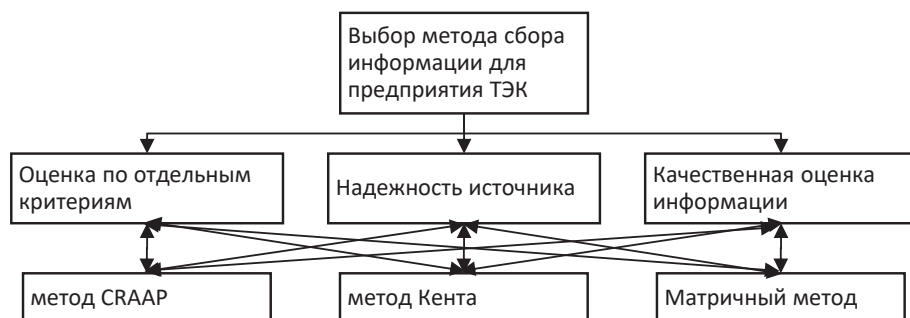 Выбор метода сбора
информации для
предприятия ТЭК
Оценка по отдельным
критериям
Надежность источника
Качественная оценка
информации
метод CRAAP
метод Кента
Матричный метод